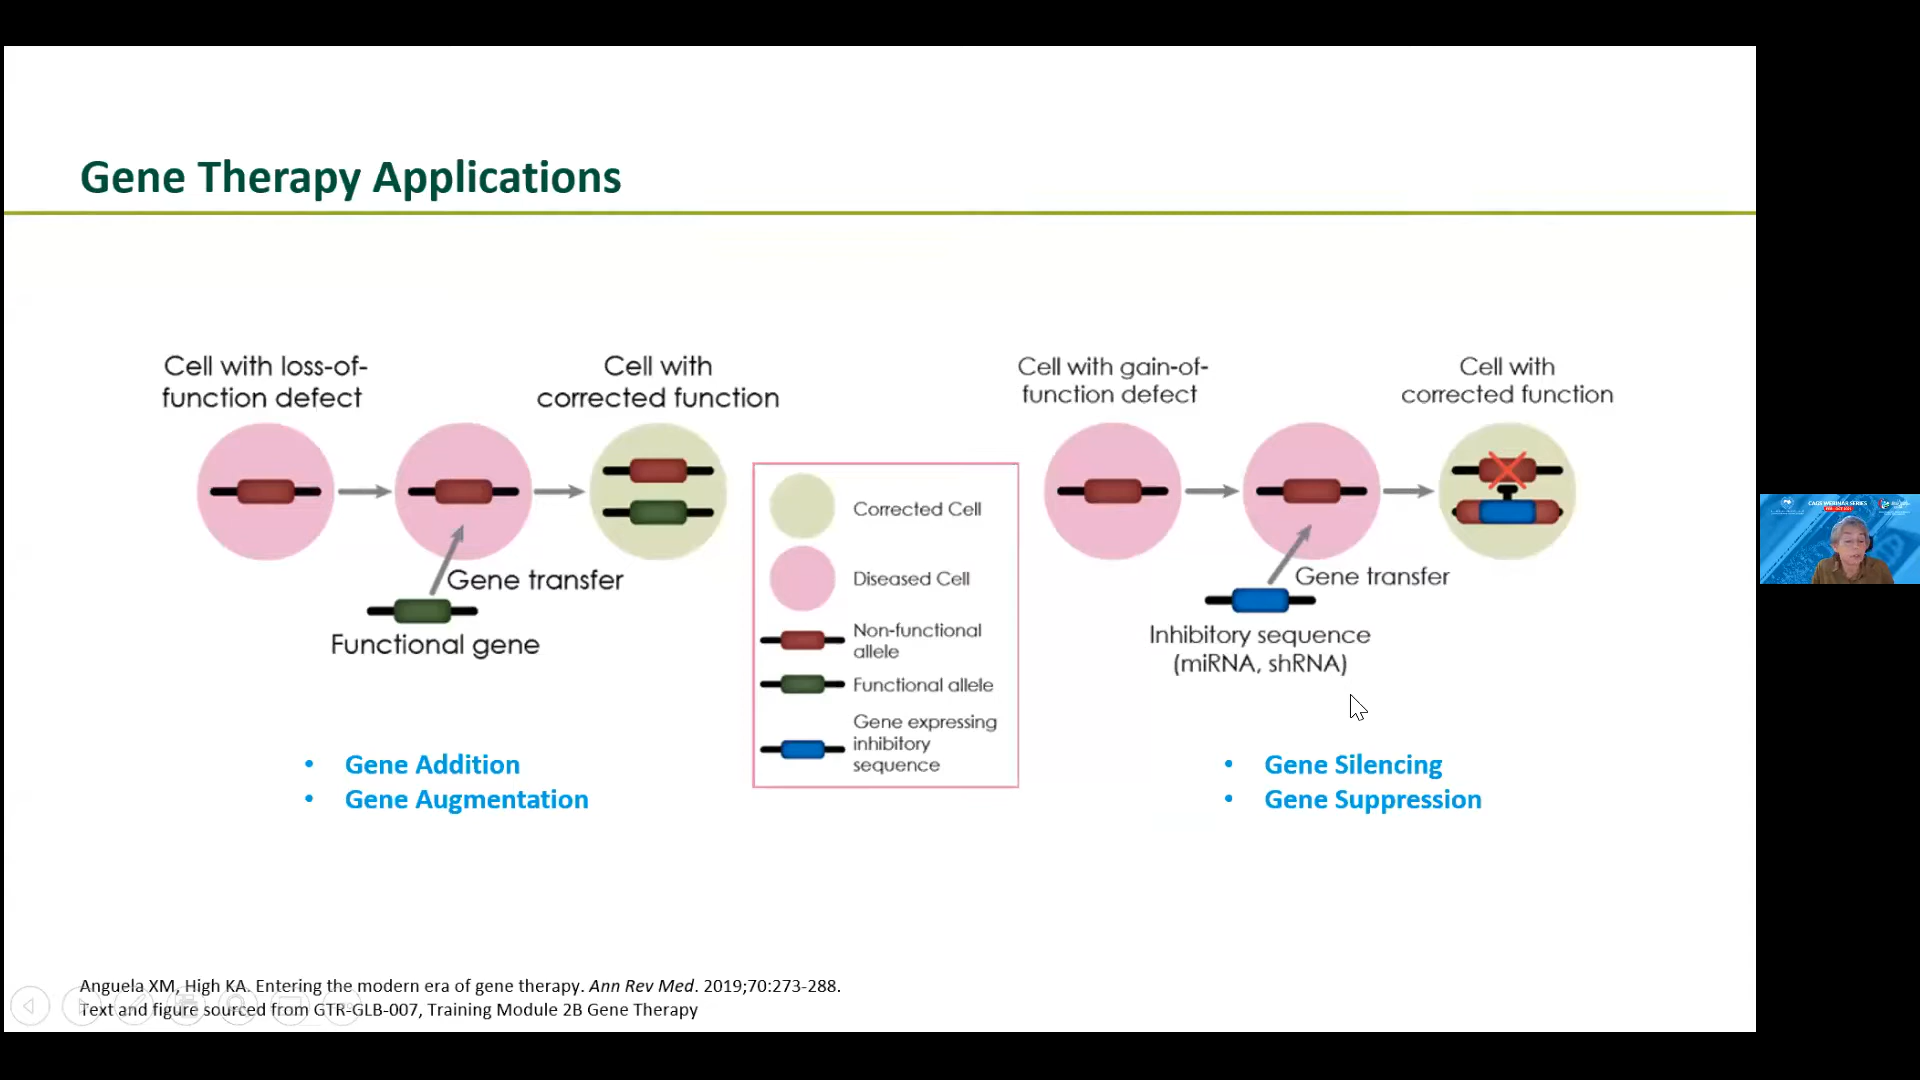 Gene Therapy Applications
Cell with loss-of-
function defect
Cell with
corrected function
Gene transfer
Functional gene
Corrected Cell
Diseased Cell
Non-functional
allele
Functional allele
Gene expressing
inhibitory
sequence
Cell with gain-of-
function defect
Cell with
corrected function
Gene transfer
Inhibitory sequence
(miRNA, shRNA)
• Gene Addition
• Gene Augmentation
• Gene Silencing
• Gene Suppression
Anguela XM, High KA. Entering the modern era of gene therapy. Ann Rev Med. 2019;70:273-288.
Text and figure sourced from GTR-GLB-007, Training Module 2B Gene Therapy
CAGS WEBINAR SERIES